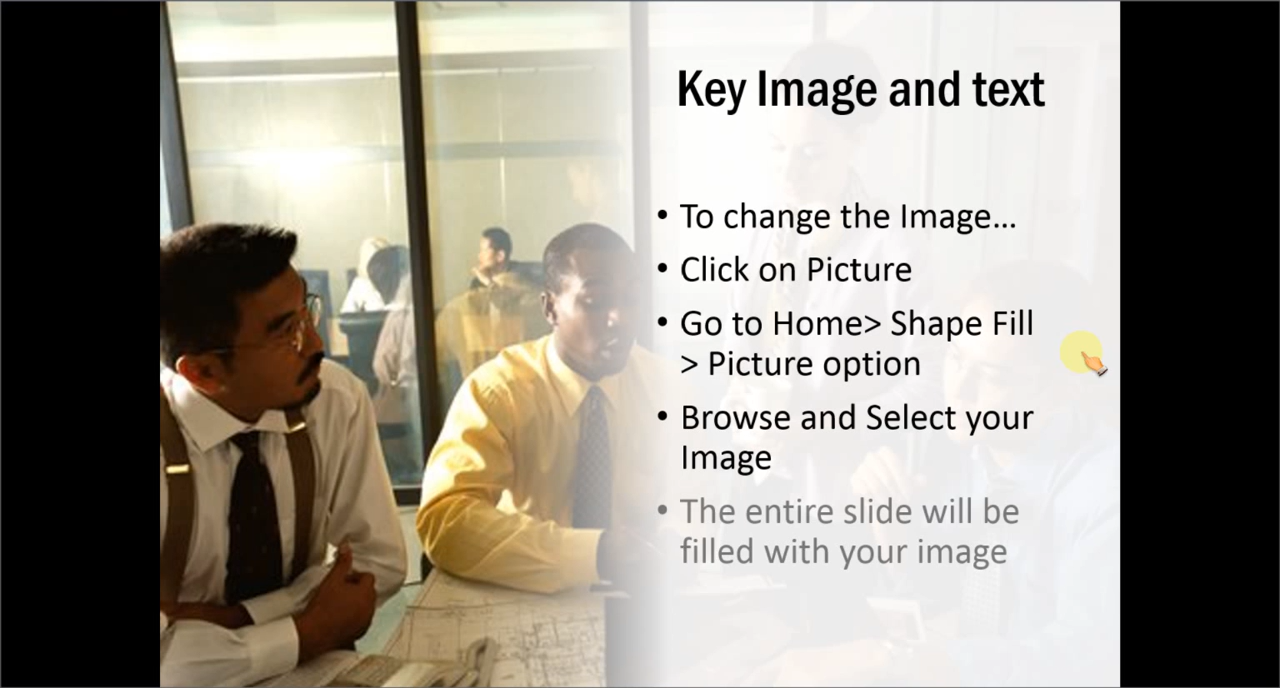 Key Image and text
• To change the Image...
• Click on Picture
• Go to Home> Shape Fill
> Picture option
• Browse and Select your
Image
• The entire slide will be
filled with your image